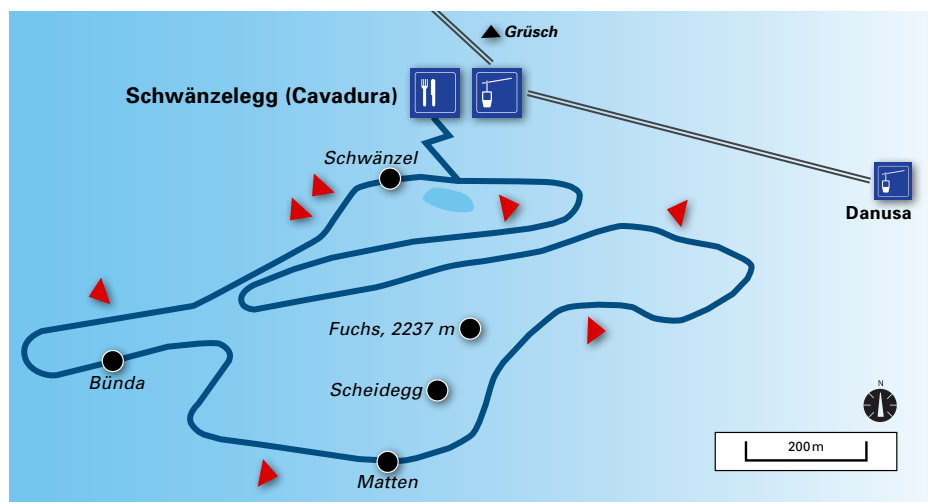 Grüsch
Schwänzelegg (Cavadura)
Schwänzel
Danusa
Fuchs, 2237 m
Scheidegg
Bünda
N
200 m
Matten